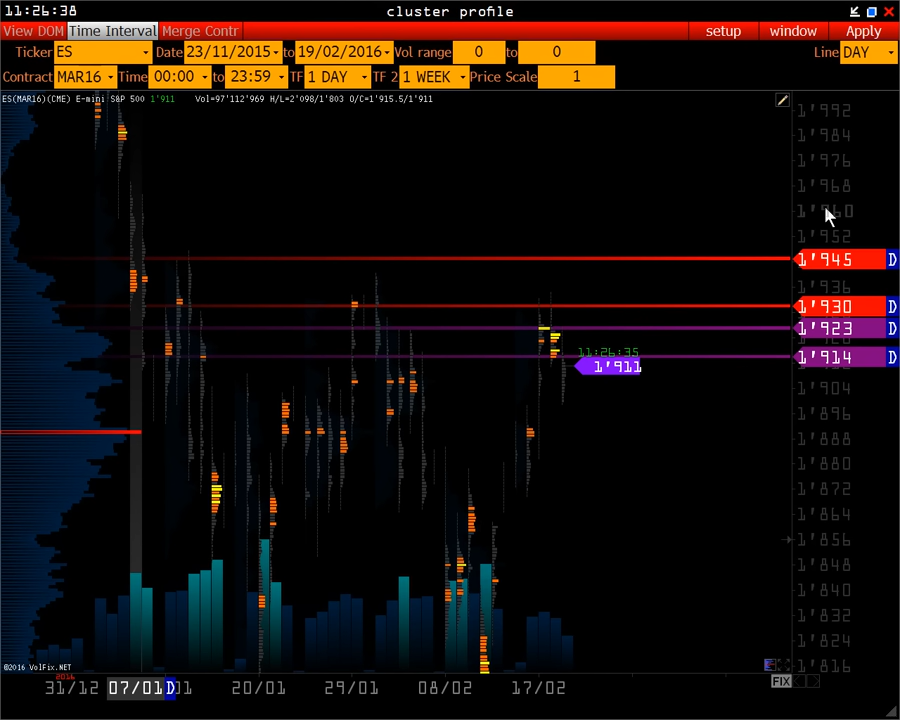 11:26:38 cluster profile
View DOM Time Interval Merge Contr setup window Apply
Ticker ES Date 23/11/2015 to 19/02/2016 Vol range 0 to 0 Line DAY
Contract MAR16 Time 00:00 to 23:59 TF 1 DAY TF 2 1 WEEK Price Scale 1
ES(MAR16)(CME) E-mini S&P 500 1'911 Vol=97'112'969 H/L=2'098/1'803 O/C=1'915.5/1'911
1'992
1'984
1'976
1'968
1'952
1'945 D
1'936
1'930 D
1'923 D
11:26:35
1'914 D
1'911
1'904
1'896
1'888
1'880
1'872
1'864
1'856
1'848
1'840
1'832
1'824
1'816
©2016 VolFix.NET
2016
31/12 07/01 D 20/01 29/01 08/02 17/02 FIX